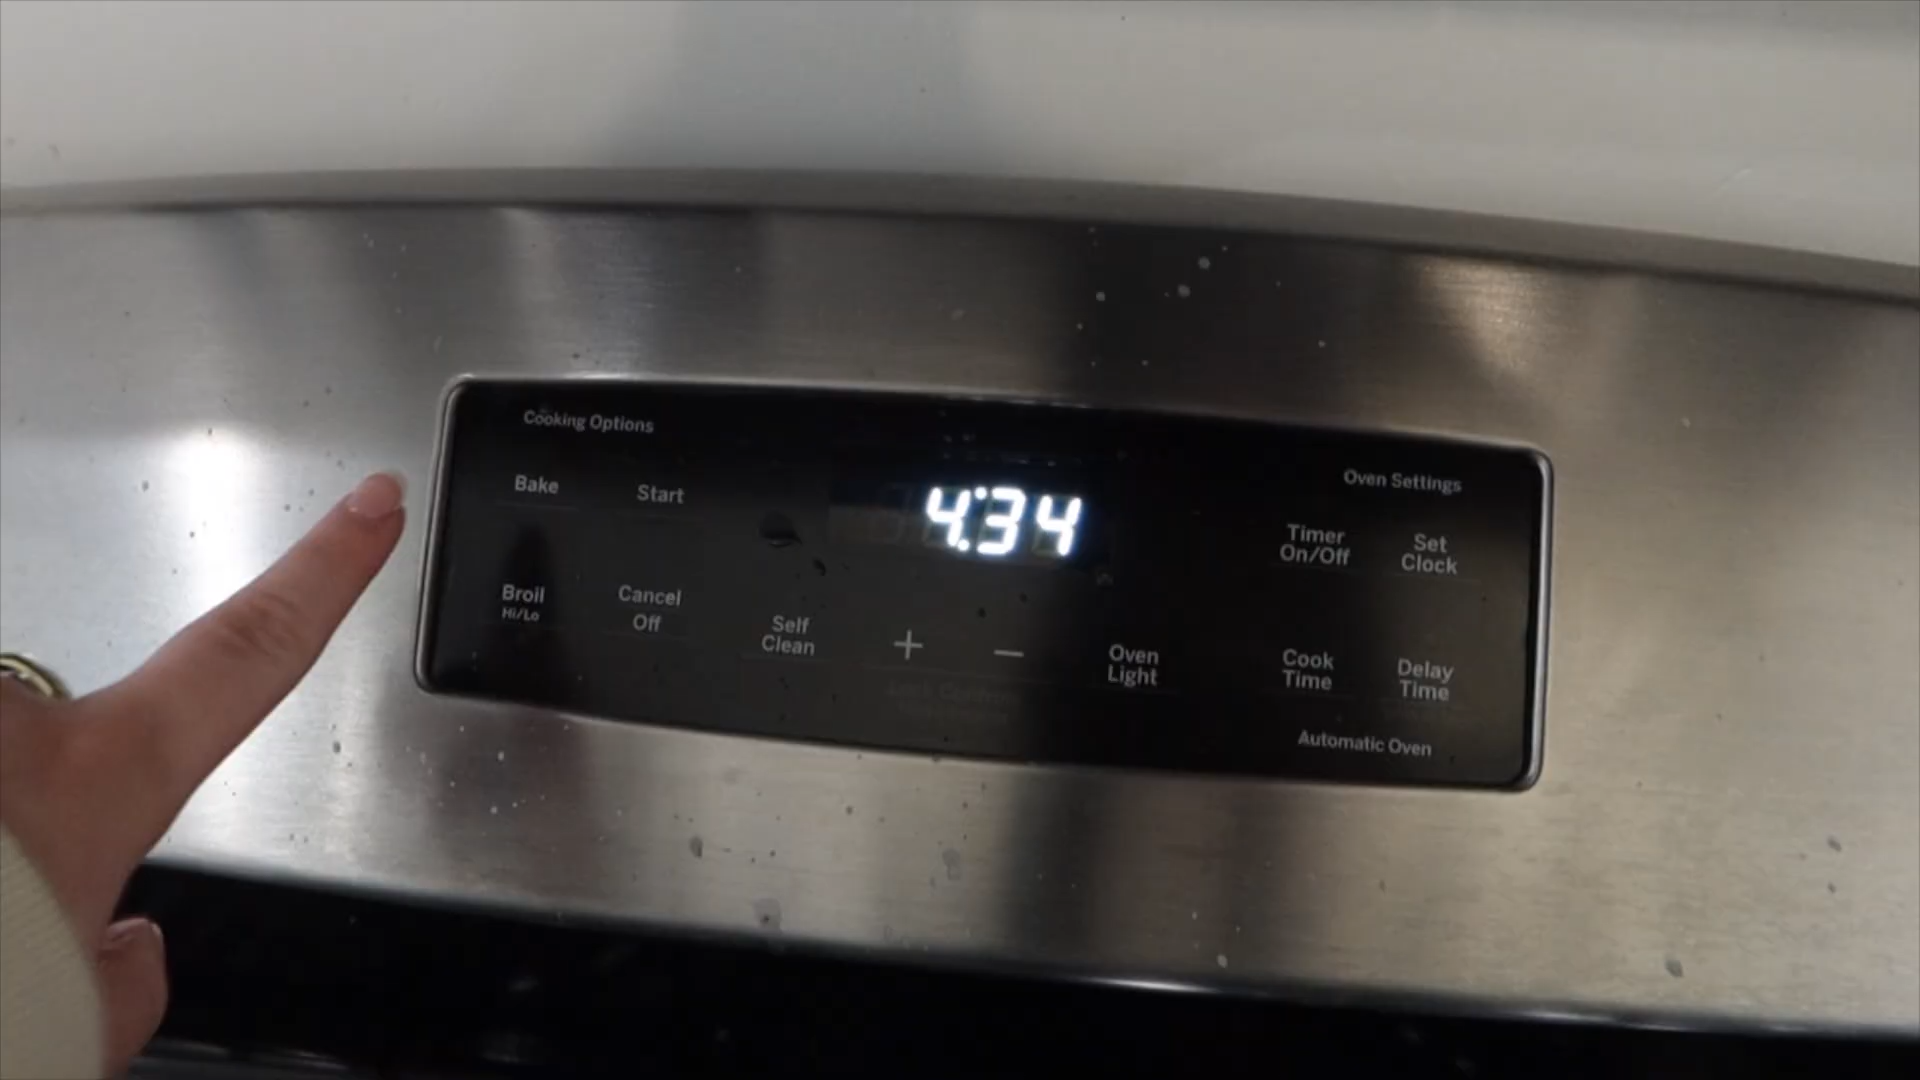 Cooking Options
Bake
Start
Broil
Hi/Lo
Cancel
Off
Self
Clean
4:34
+
−
Oven
Light
Oven Settings
Timer
On/Off
Set
Clock
Cook
Time
Delay
Time
Automatic Oven